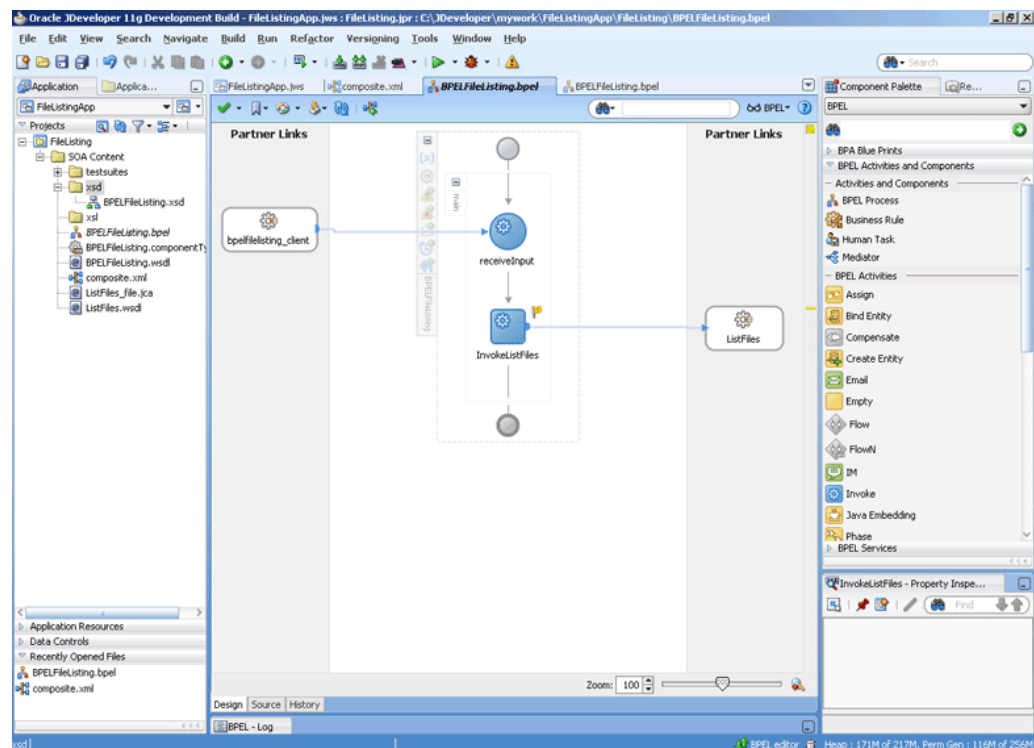 Oracle JDeveloper 11g Development Build - FileListingApp.jws : FileListing.jpr : C:\JDeveloper\mywork\FileListingApp\FileListing\BPELFileListing.bpel
File Edit View Search Navigate Build Run Refactor Versioning Tools Window Help
Search
Application Applica...
FileListingApp
Projects
FileListing
SOA Content
testsuites
xsd
BPELFileListing.xsd
xsl
BPELFileListing.bpel
BPELFileListing.componentTy
BPELFileListing.wsdl
composite.xml
ListFiles_file.jca
ListFiles.wsdl
Application Resources
Data Controls
Recently Opened Files
BPELFileListing.bpel
composite.xml
FileListingApp.jws composite.xml BPELFileListing.bpel BPELFileListing.bpel
BPEL
Partner Links
Partner Links
(x)
main
BPELFileListing
bpelfilelisting_client
receiveInput
InvokeListFiles
ListFiles
Zoom: 100
Design Source History
BPEL - Log
Component Palette Re...
BPEL
BPA Blue Prints
BPEL Activities and Components
Activities and Components
BPEL Process
Business Rule
Human Task
Mediator
BPEL Activities
Assign
Bind Entity
Compensate
Create Entity
Email
Empty
Flow
FlowN
IM
Invoke
Java Embedding
Phase
BPEL Services
InvokeListFiles - Property Inspe...
Find
xsd
BPEL editor Heap : 171M of 217M, Perm Gen : 116M of 256M